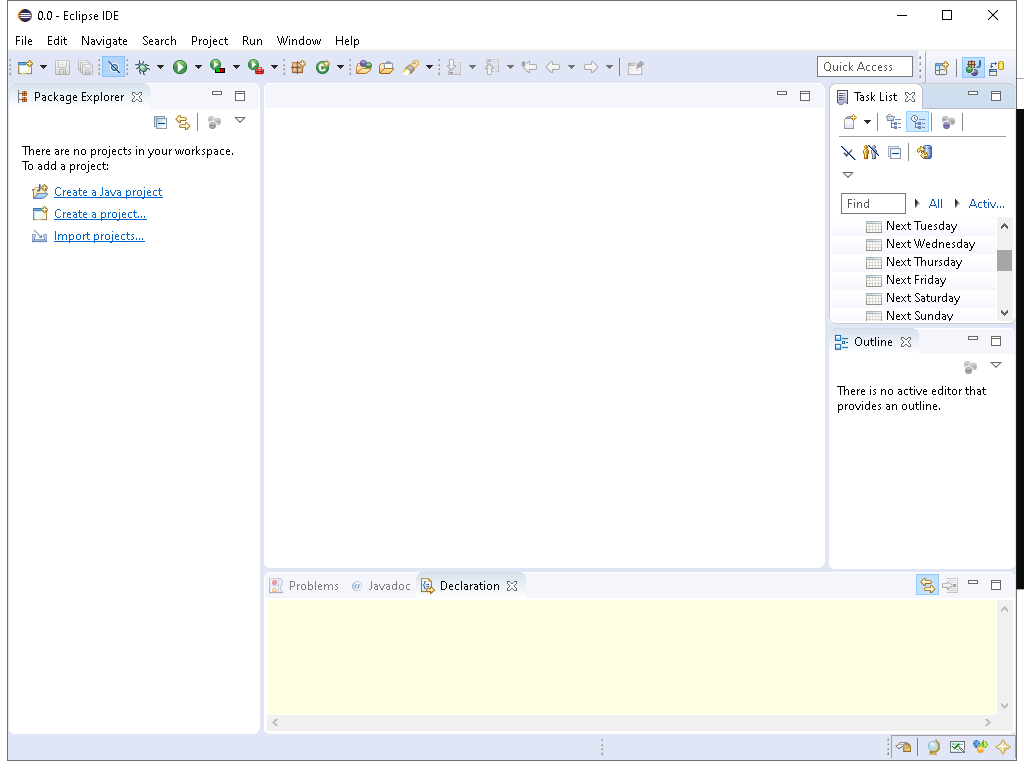 0.0 - Eclipse IDE
File Edit Navigate Search Project Run Window Help
Quick Access
Package Explorer
There are no projects in your workspace.
To add a project:
Create a Java project
Create a project...
Import projects...
Task List
Find All Activ...
Next Tuesday
Next Wednesday
Next Thursday
Next Friday
Next Saturday
Next Sunday
Outline
There is no active editor that
provides an outline.
Problems @ Javadoc Declaration